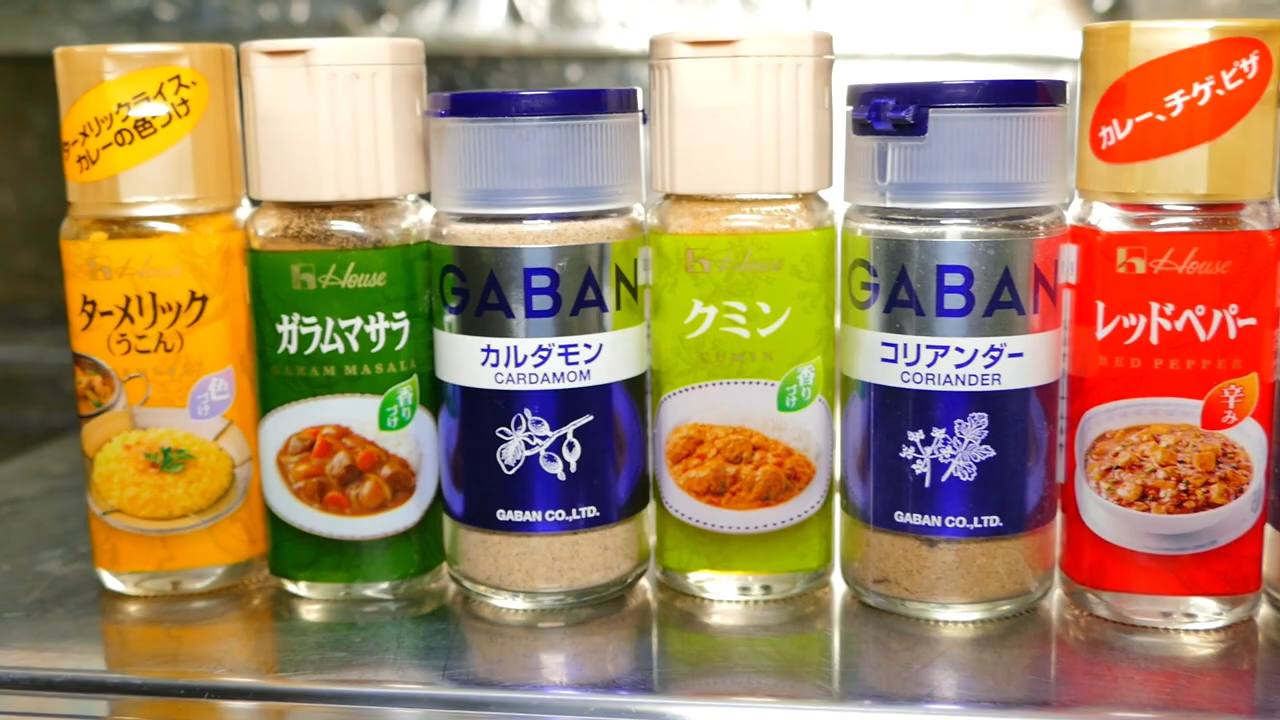 ターメリックライス、
カレーの色づけ
House
ターメリック
(うこん)
色
づけ
House
ガラムマサラ
GARAM MASALA
香り
づけ
GABAN
カルダモン
CARDAMOM
GABAN CO.,LTD.
House
クミン
CUMIN
香り
づけ
GABAN
コリアンダー
CORIANDER
GABAN CO.,LTD.
カレー、チゲ、ピザ
House
レッドペパー
RED PEPPER
辛み